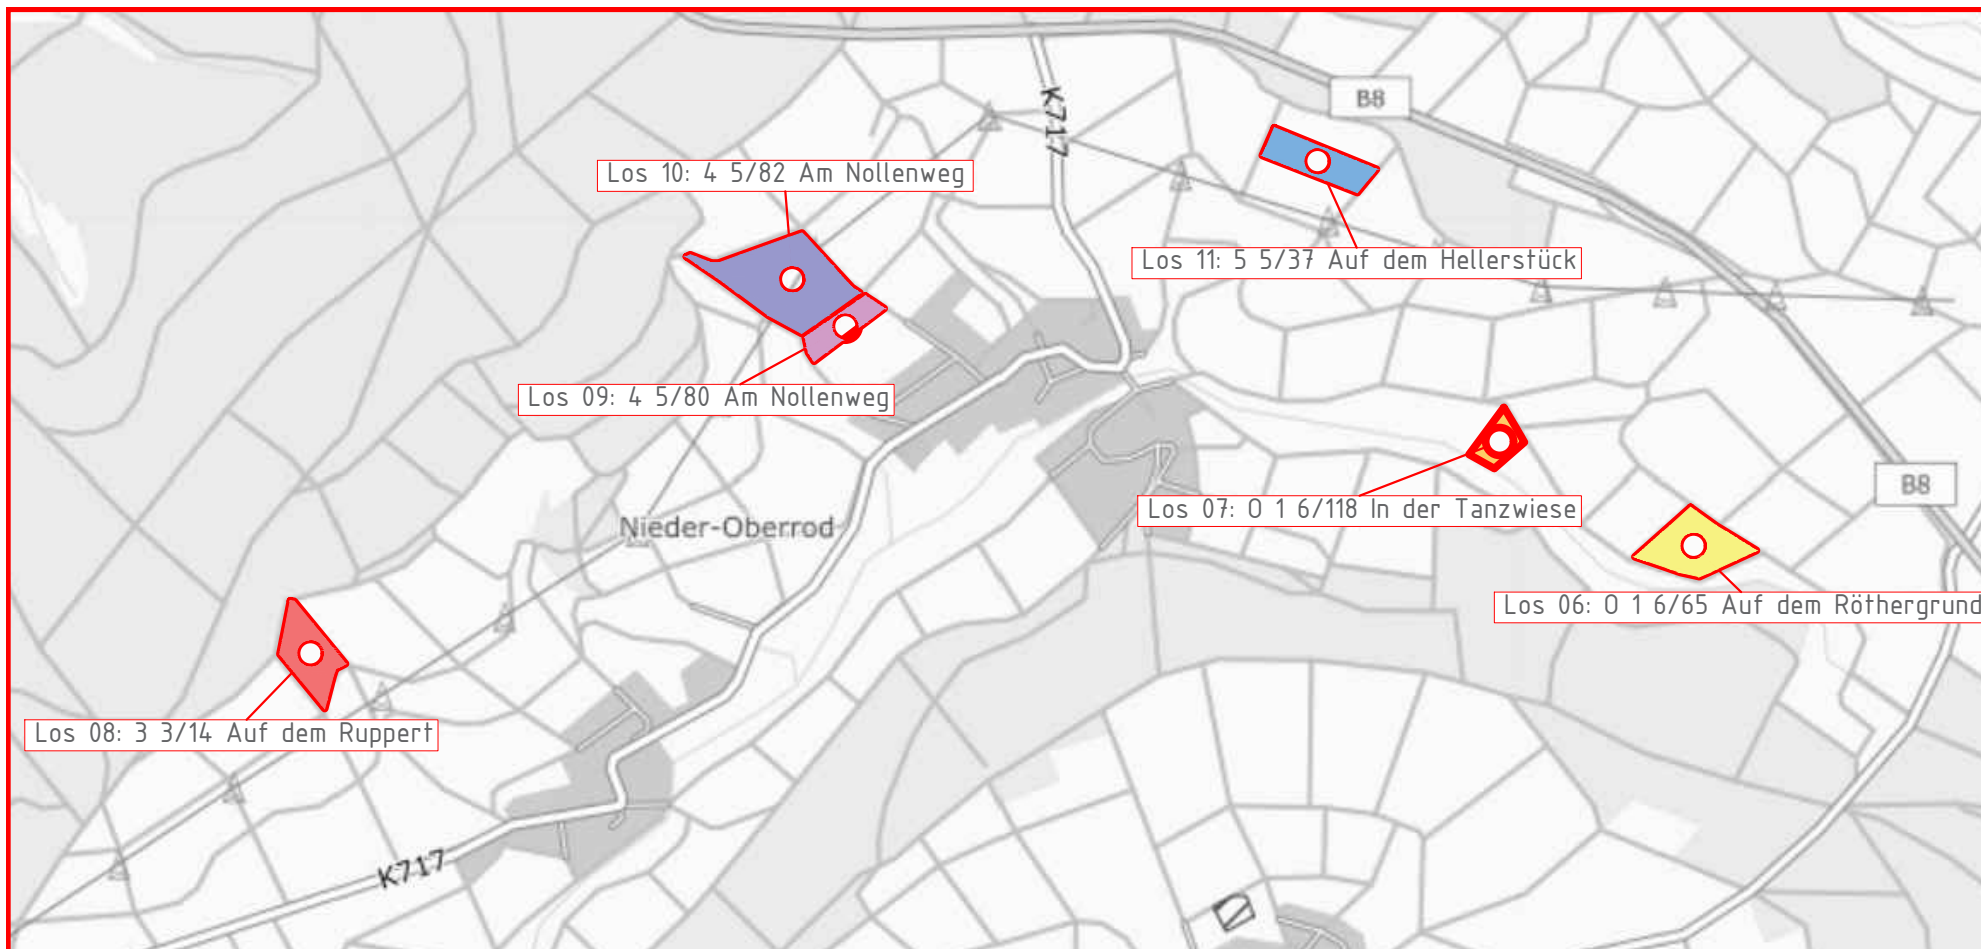 B8
K717
Los 10: 4 5/82 Am Nollenweg
Los 11: 5 5/37 Auf dem Hellerstück
Los 09: 4 5/80 Am Nollenweg
B8
Los 07: O 1 6/118 In der Tanzwiese
Nieder-Oberrod
Los 06: O 1 6/65 Auf dem Röthergrund
Los 08: 3 3/14 Auf dem Ruppert
K717